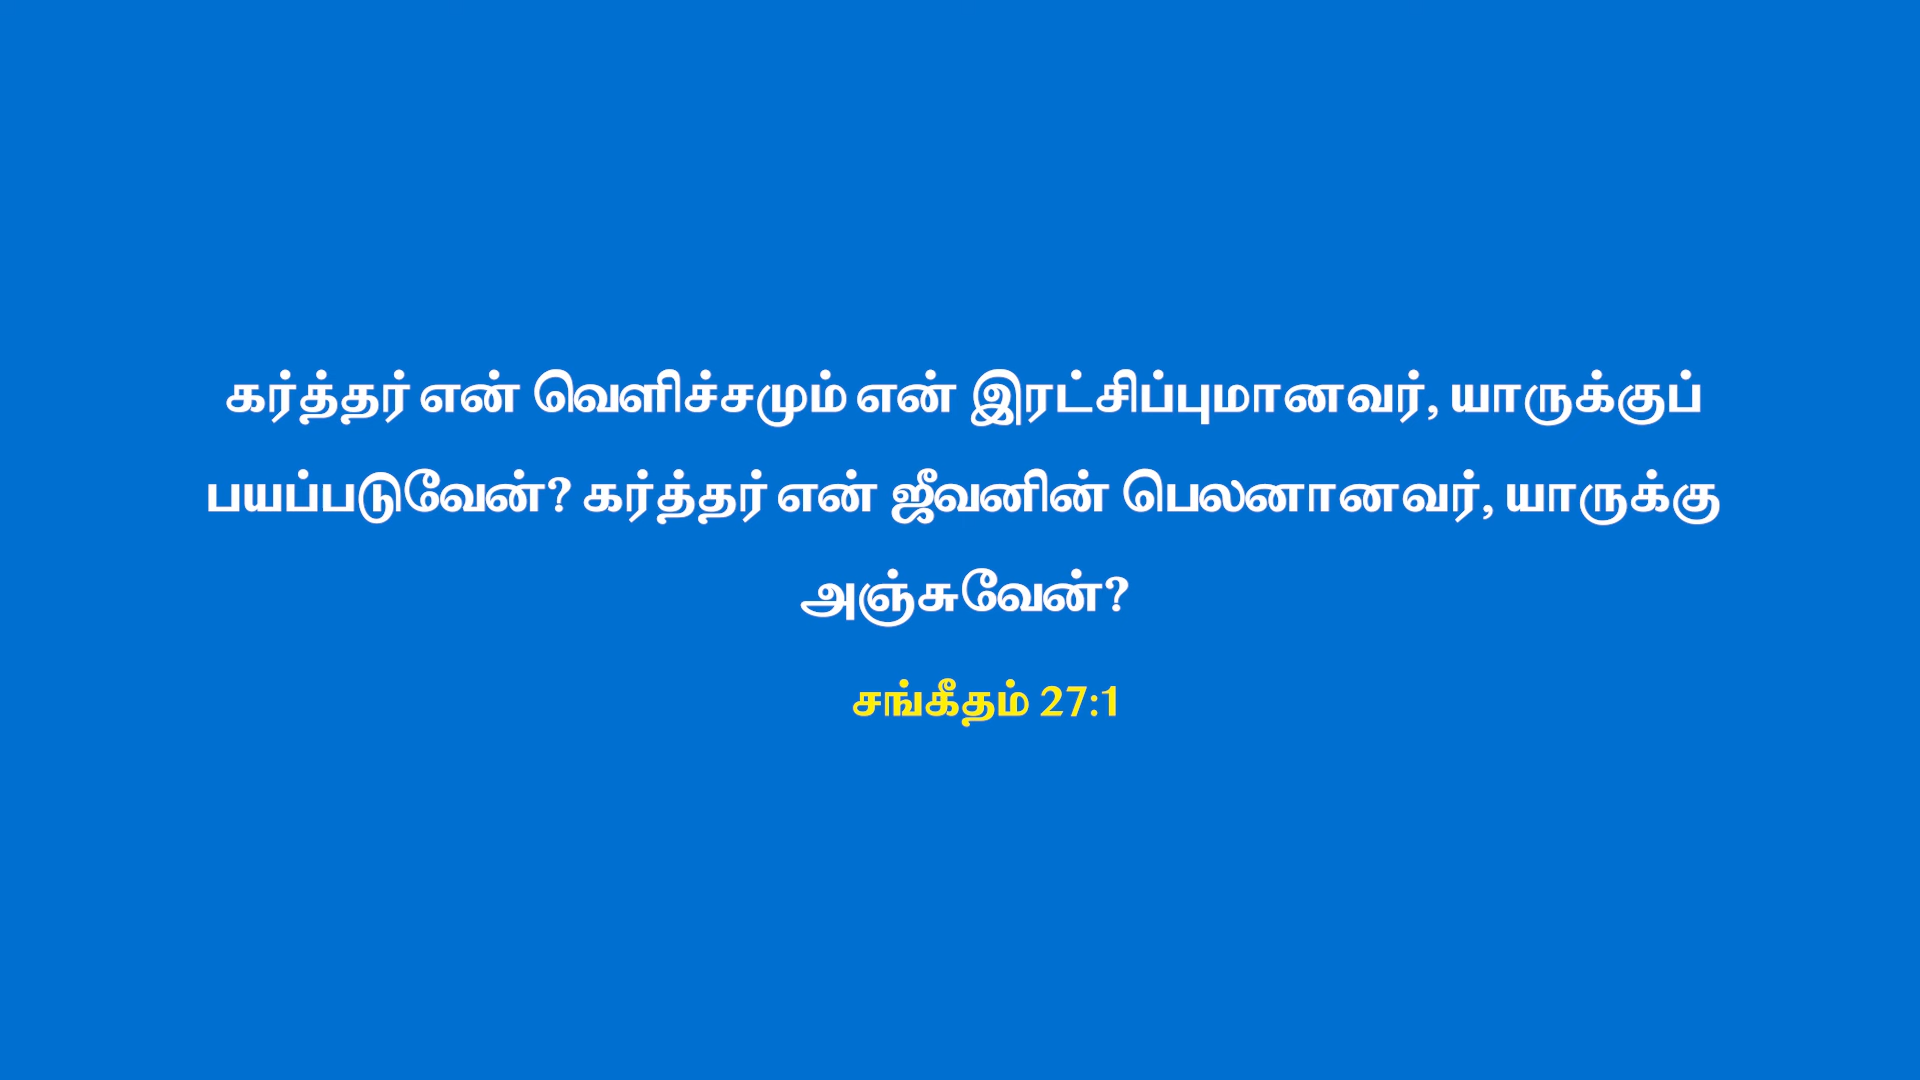 கர்த்தர் என் வெளிச்சமும் என் இரட்சிப்புமானவர், யாருக்குப்
பயப்படுவேன்? கர்த்தர் என் ஜீவனின் பெலனானவர், யாருக்கு
அஞ்சுவேன்?
சங்கீதம் 27:1